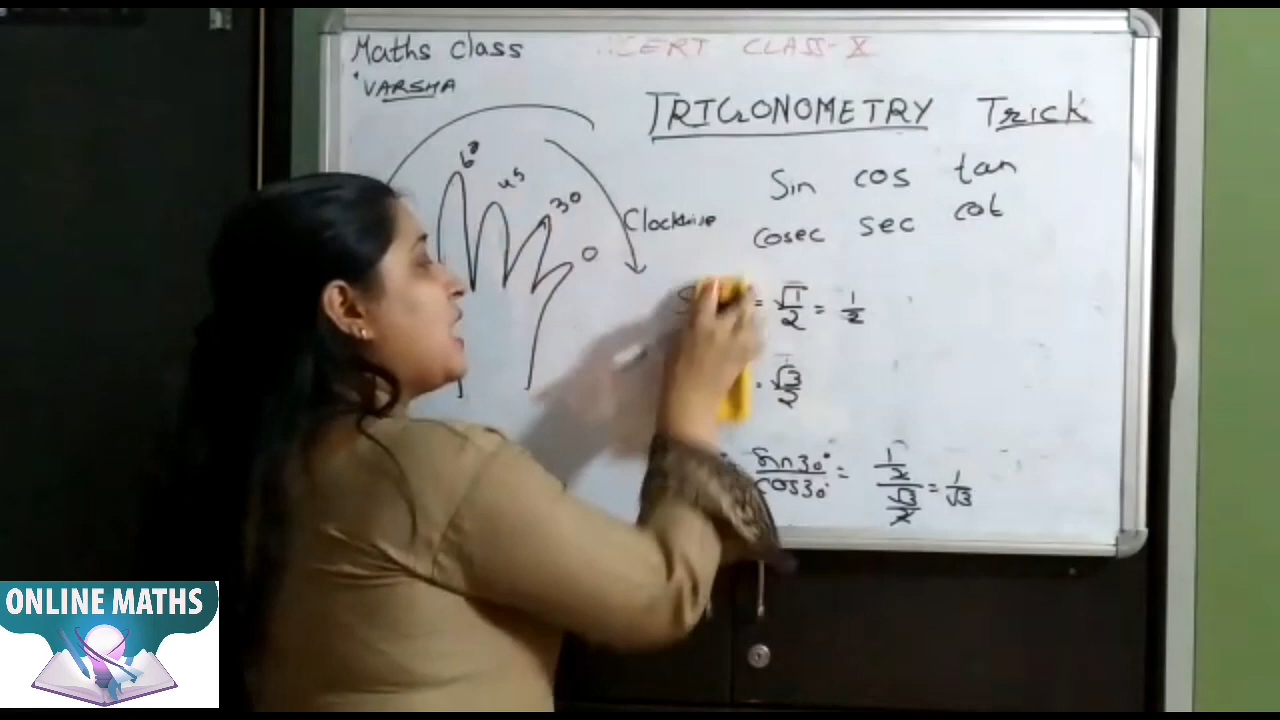 Maths class
NCERT CLASS-X
VARSHA
TRIGONOMETRY Trick
60
45
30
0
Clockwise
Sin cos tan
cosec sec cot
= √1/2 = 1/2
= √3/2
sin30°/cos30° = 1/2/√3/2 = 1/√3
ONLINE MATHS